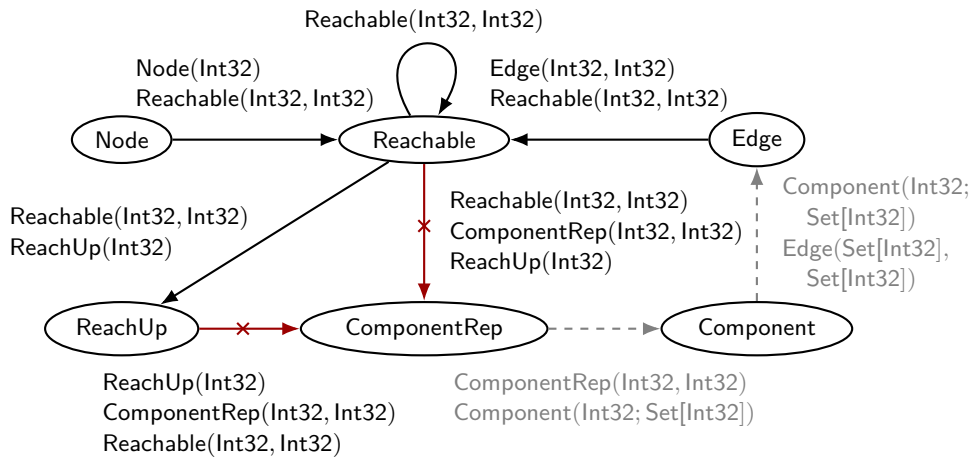 Reachable(Int32, Int32)
Node(Int32)
Reachable(Int32, Int32)
Edge(Int32, Int32)
Reachable(Int32, Int32)
Node
Reachable
Edge
Reachable(Int32, Int32)
ReachUp(Int32)
Reachable(Int32, Int32)
ComponentRep(Int32, Int32)
ReachUp(Int32)
Component(Int32;
Set[Int32])
Edge(Set[Int32],
Set[Int32])
ReachUp
ComponentRep
Component
ReachUp(Int32)
ComponentRep(Int32, Int32)
Reachable(Int32, Int32)
ComponentRep(Int32, Int32)
Component(Int32; Set[Int32])